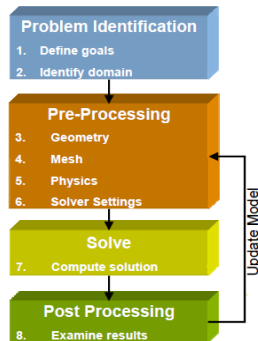 Problem Identification
1. Define goals
2. Identify domain
Pre-Processing
3. Geometry
4. Mesh
5. Physics
6. Solver Settings
Solve
7. Compute solution
Post Processing
8. Examine results
Update Model